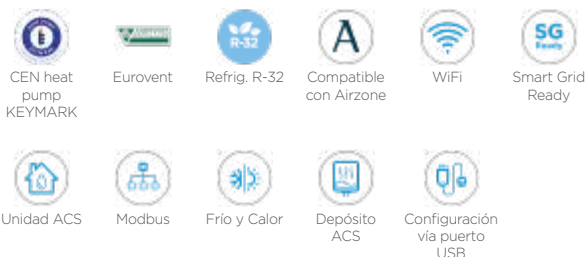 R-32
A
SG
Ready
CEN heat
pump
KEYMARK
Eurovent
Refrig. R-32
Compatible
con Airzone
WiFi
Smart Grid
Ready
Unidad ACS
Modbus
Frío y Calor
Depósito
ACS
Configuración
vía puerto
USB